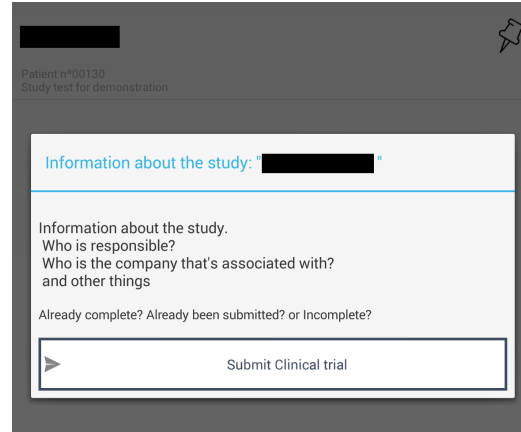 Patient nº00130
Study test for demonstration
Information about the study: " "
Information about the study.
Who is responsible?
Who is the company that's associated with?
and other things
Already complete? Already been submitted? or Incomplete?
Submit Clinical trial